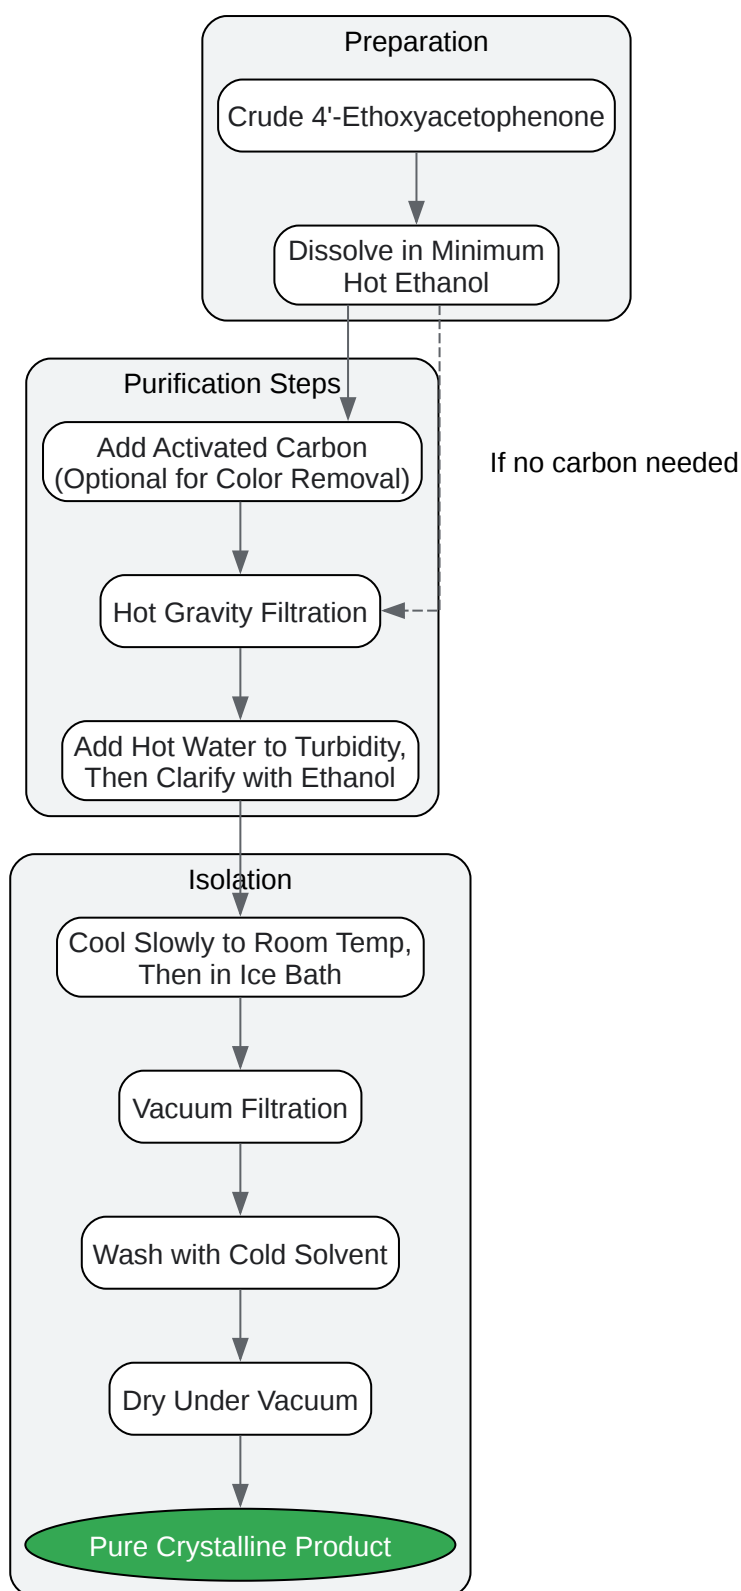 Preparation
Crude 4'-Ethoxyacetophenone
Dissolve in Minimum
Hot Ethanol
Purification Steps
Add Activated Carbon
(Optional for Color Removal)
If no carbon needed
Hot Gravity Filtration
Add Hot Water to Turbidity,
Then Clarify with Ethanol
Isolation
Cool Slowly to Room Temp,
Then in Ice Bath
Vacuum Filtration
Wash with Cold Solvent
Dry Under Vacuum
Pure Crystalline Product